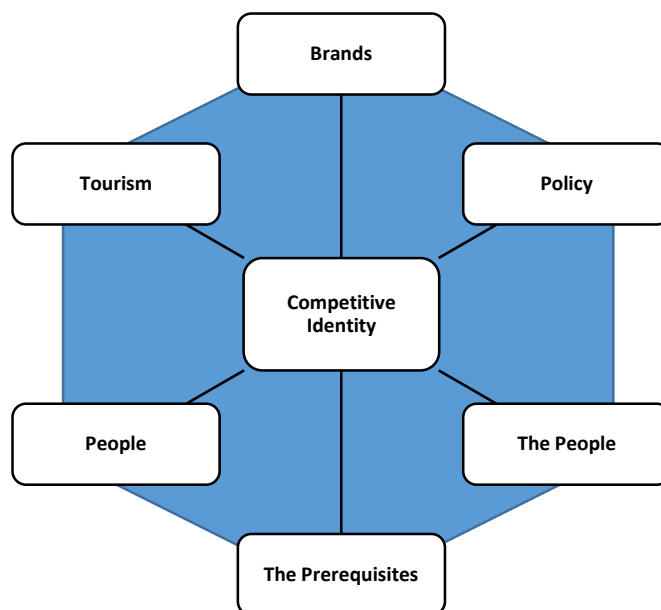 Brands
Tourism
Policy
Competitive
Identity
People
The People
The Prerequisites